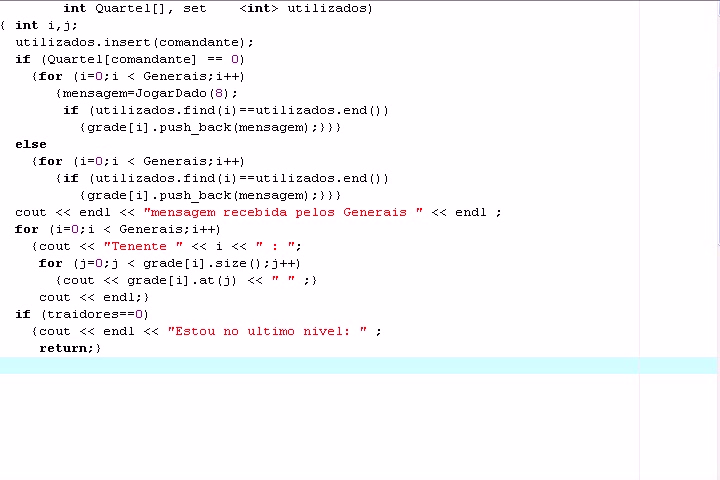 int Quartel[], set    <int> utilizados)
{ int i,j;
utilizados.insert(comandante);
if (Quartel[comandante] == 0)
{for (i=0;i < Generais;i++)
{mensagem=JogarDado(8);
if (utilizados.find(i)==utilizados.end())
{grade[i].push_back(mensagem);}}}
else
{for (i=0;i < Generais;i++)
{if (utilizados.find(i)==utilizados.end())
{grade[i].push_back(mensagem);}}}
cout << endl << "mensagem recebida pelos Generais " << endl ;
for (i=0;i < Generais;i++)
{cout << "Tenente " << i << " : ";
for (j=0;j < grade[i].size();j++)
{cout << grade[i].at(j) << " " ;}
cout << endl;}
if (traidores==0)
{cout << endl << "Estou no ultimo nivel: " ;
return;}